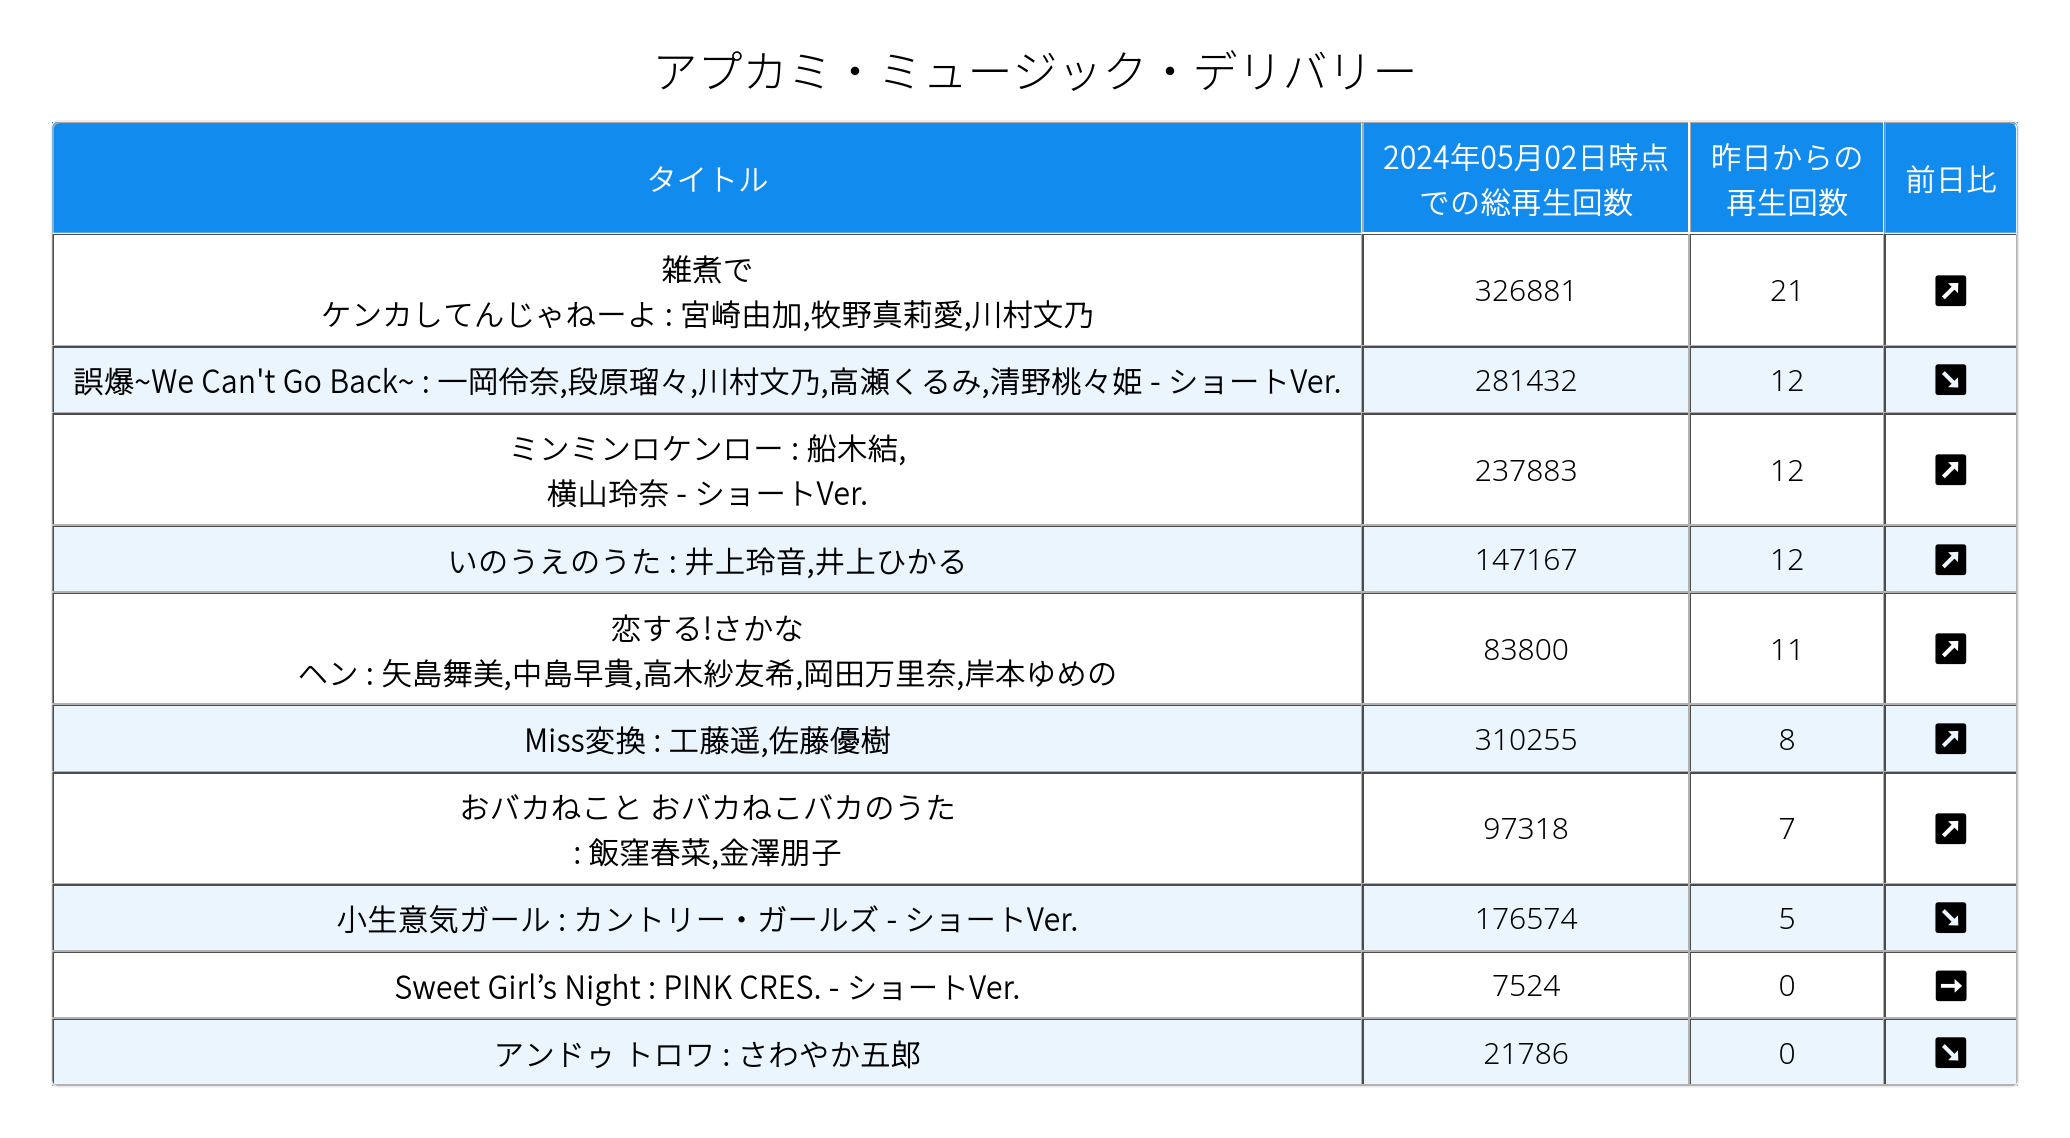 アプカミ・ミュージック・デリバリー
タイトル
2024年05月02日時点
での総再生回数
昨日からの
再生回数
前日比
雑煮で
ケンカしてんじゃねーよ : 宮崎由加,牧野真莉愛,川村文乃
326881
21
誤爆~We Can't Go Back~ : 一岡伶奈,段原瑠々,川村文乃,高瀬くるみ,清野桃々姫 - ショートVer.
281432
12
ミンミンロケンロー : 船木結,
横山玲奈 - ショートVer.
237883
12
いのうえのうた : 井上玲音,井上ひかる
147167
12
恋する!さかな
ヘン : 矢島舞美,中島早貴,高木紗友希,岡田万里奈,岸本ゆめの
83800
11
Miss変換 : 工藤遥,佐藤優樹
310255
8
おバカねこと おバカねこバカのうた
: 飯窪春菜,金澤朋子
97318
7
小生意気ガール : カントリー・ガールズ - ショートVer.
176574
5
Sweet Girl’s Night : PINK CRES. - ショートVer.
7524
0
アンドゥ トロワ : さわやか五郎
21786
0